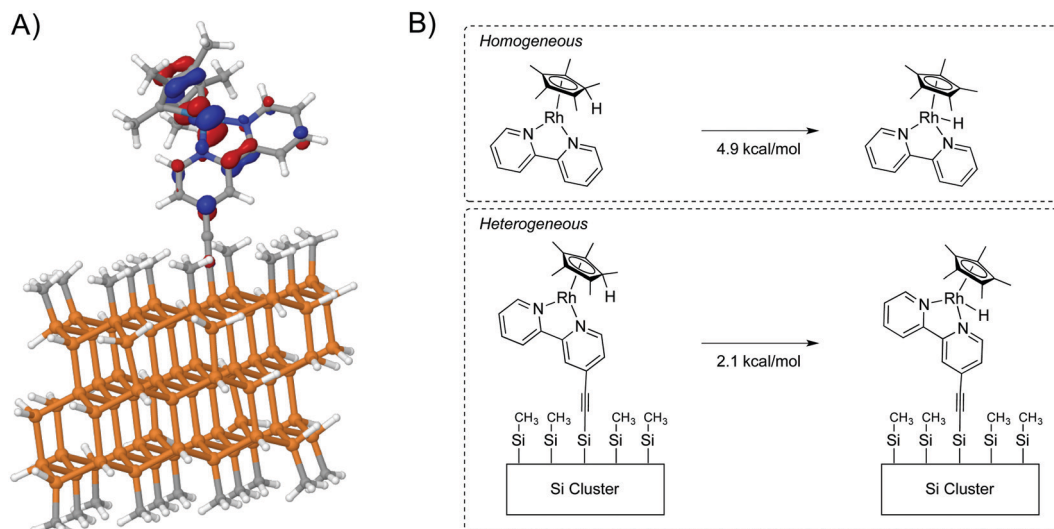 A)
B)
Homogeneous
H
Rh
N
N
4.9 kcal/mol
Rh
H
N
N
Heterogeneous
H
Rh
N
N
2.1 kcal/mol
Rh
H
N
N
CH3 CH3 CH3 CH3
Si Si Si Si Si
Si Cluster
CH3 CH3 CH3 CH3
Si Si Si Si Si
Si Cluster